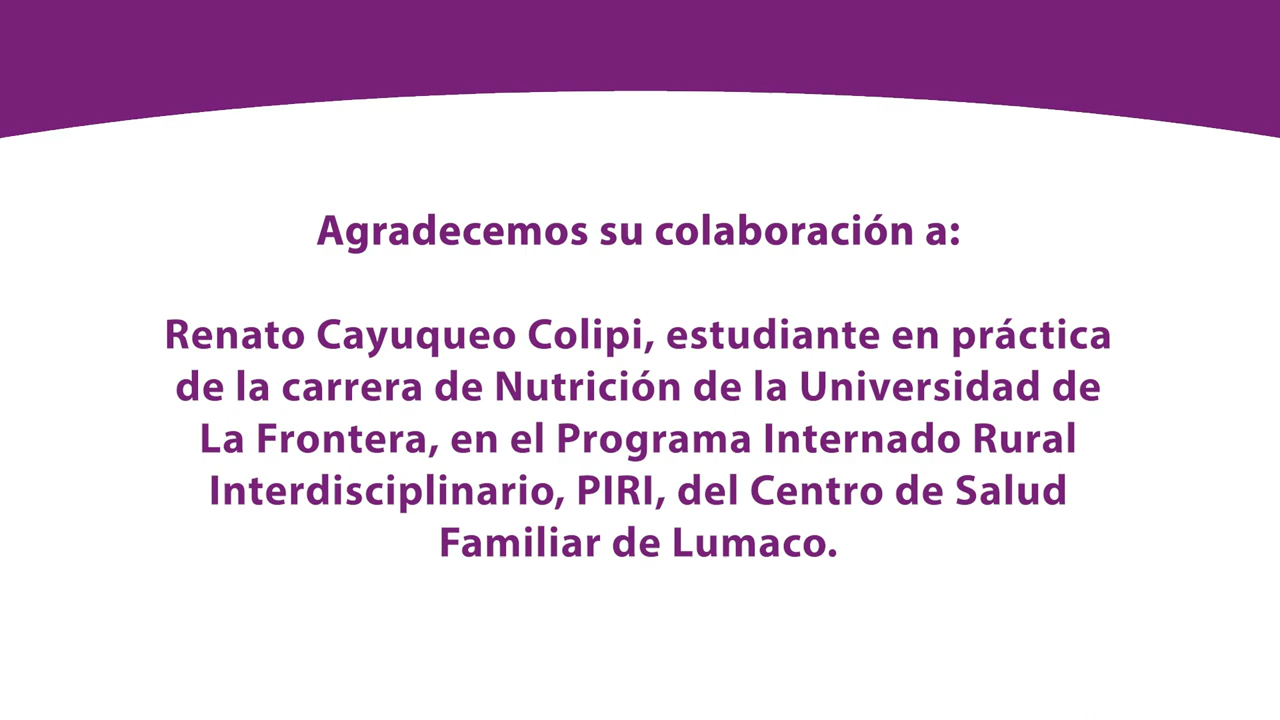 Agradecemos su colaboración a:
Renato Cayuqueo Colipi, estudiante en práctica
de la carrera de Nutrición de la Universidad de
La Frontera, en el Programa Internado Rural
Interdisciplinario, PIRI, del Centro de Salud
Familiar de Lumaco.